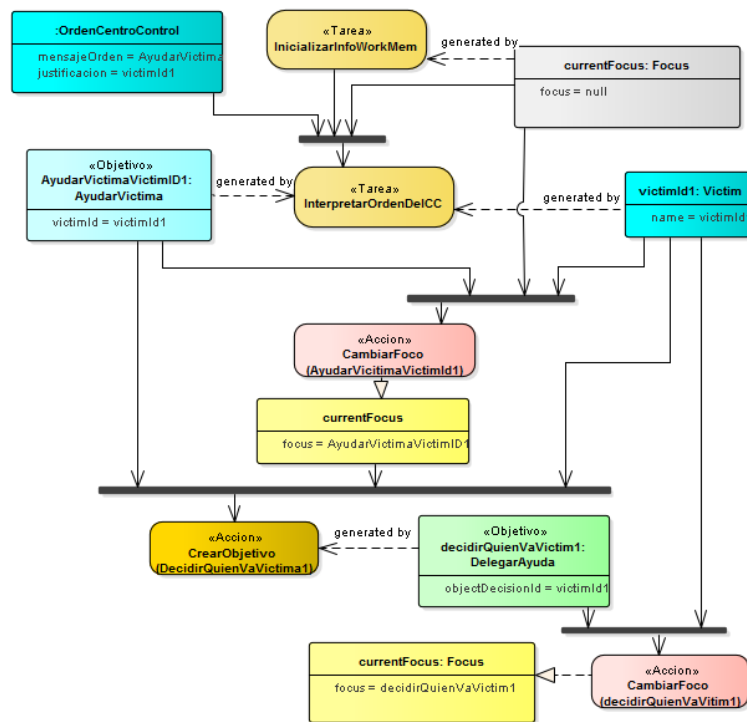 :OrdenCentroControl
mensajeOrden = AyudarVictima
justificacion = victimId1
«Tarea»
InicializarInfoWorkMem
generated by
currentFocus: Focus
focus = null
«Objetivo»
AyudarVictimaVictimID1:
AyudarVictima
victimId = victimId1
generated by
«Tarea»
InterpretarOrdenDelCC
generated by
victimId1: Victim
name = victimId
«Accion»
CambiarFoco
(AyudarVicitimaVictimId1)
currentFocus
focus = AyudarVictimaVictimID1
«Accion»
CrearObjetivo
(DecidirQuienVaVictima1)
generated by
«Objetivo»
decidirQuienVaVictim1:
DelegarAyuda
objectDecisionId = victimId1
currentFocus: Focus
focus = decidirQuienVaVictim1
«Accion»
CambiarFoco
(decidirQuienVaVitim1)